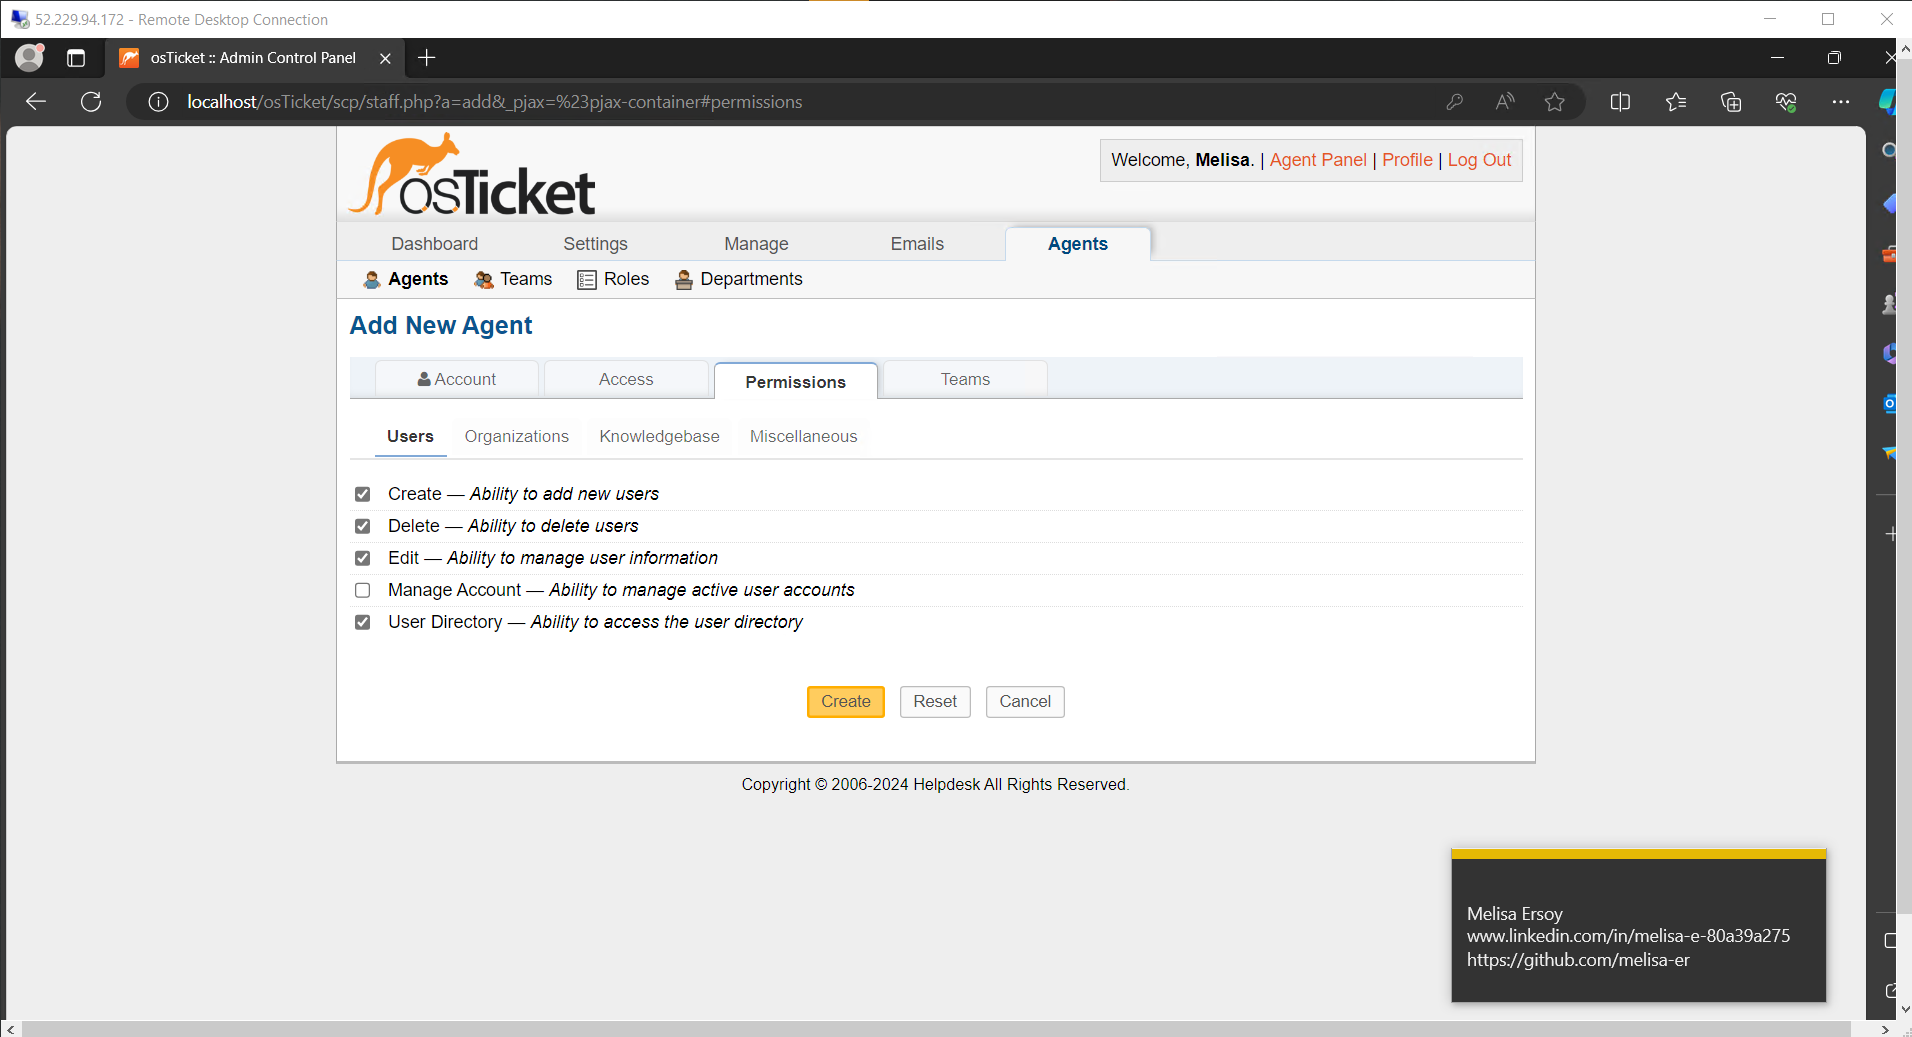 52.229.94.172 - Remote Desktop Connection
osTicket :: Admin Control Panel
localhost/osTicket/scp/staff.php?a=add&_pjax=%23pjax-container#permissions
osTicket
Welcome, Melisa. | Agent Panel | Profile | Log Out
Dashboard Settings Manage Emails Agents
Agents Teams Roles Departments
Add New Agent
Account Access Permissions Teams
Users Organizations Knowledgebase Miscellaneous
Create — Ability to add new users
Delete — Ability to delete users
Edit — Ability to manage user information
Manage Account — Ability to manage active user accounts
User Directory — Ability to access the user directory
Create Reset Cancel
Copyright © 2006-2024 Helpdesk All Rights Reserved.
Melisa Ersoy
www.linkedin.com/in/melisa-e-80a39a275
https://github.com/melisa-er